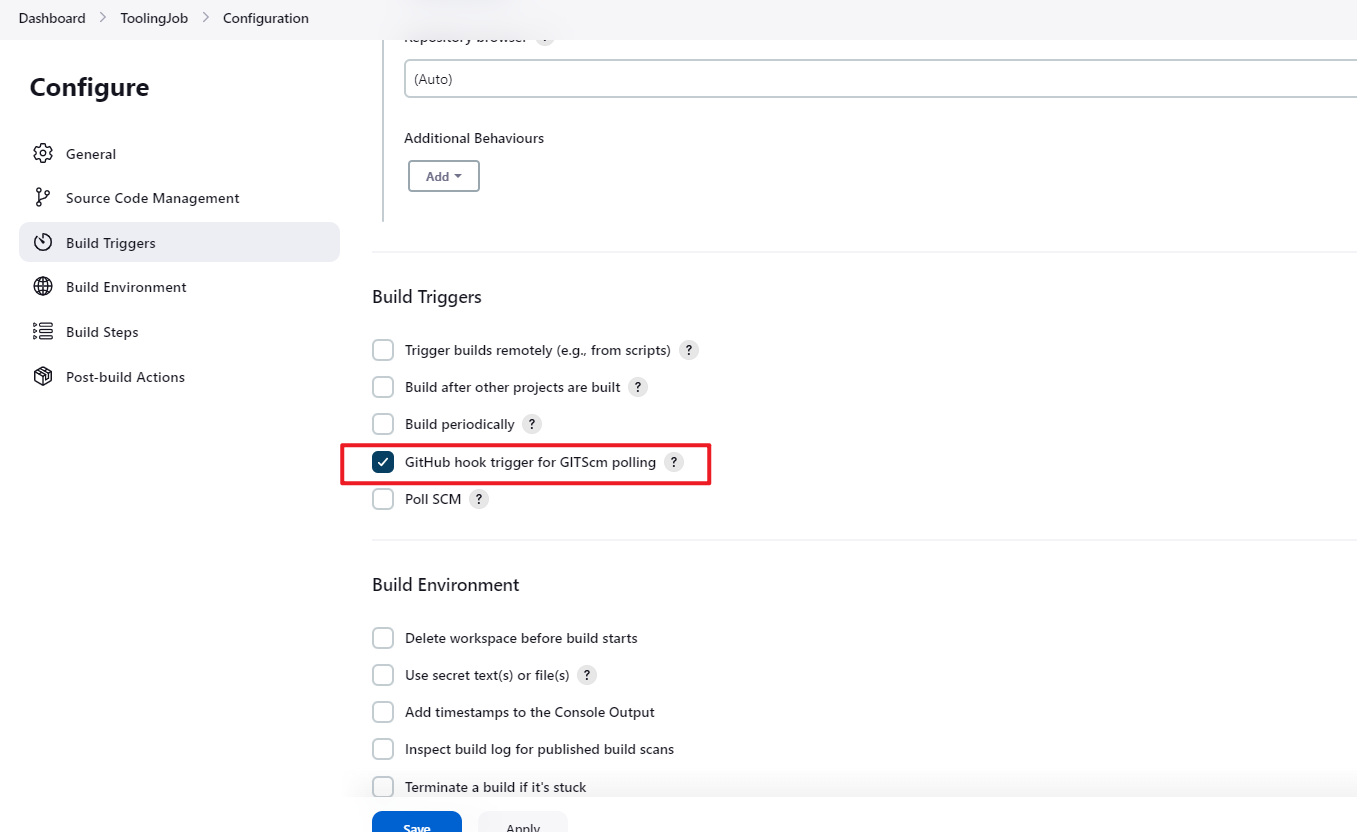 Dashboard > ToolingJob > Configuration
Configure
General
Source Code Management
Build Triggers
Build Environment
Build Steps
Post-build Actions
Repository browser ?
(Auto)
Additional Behaviours
Add
Build Triggers
Trigger builds remotely (e.g., from scripts) ?
Build after other projects are built ?
Build periodically ?
GitHub hook trigger for GITScm polling ?
Poll SCM ?
Build Environment
Delete workspace before build starts
Use secret text(s) or file(s) ?
Add timestamps to the Console Output
Inspect build log for published build scans
Terminate a build if it's stuck
Save Apply